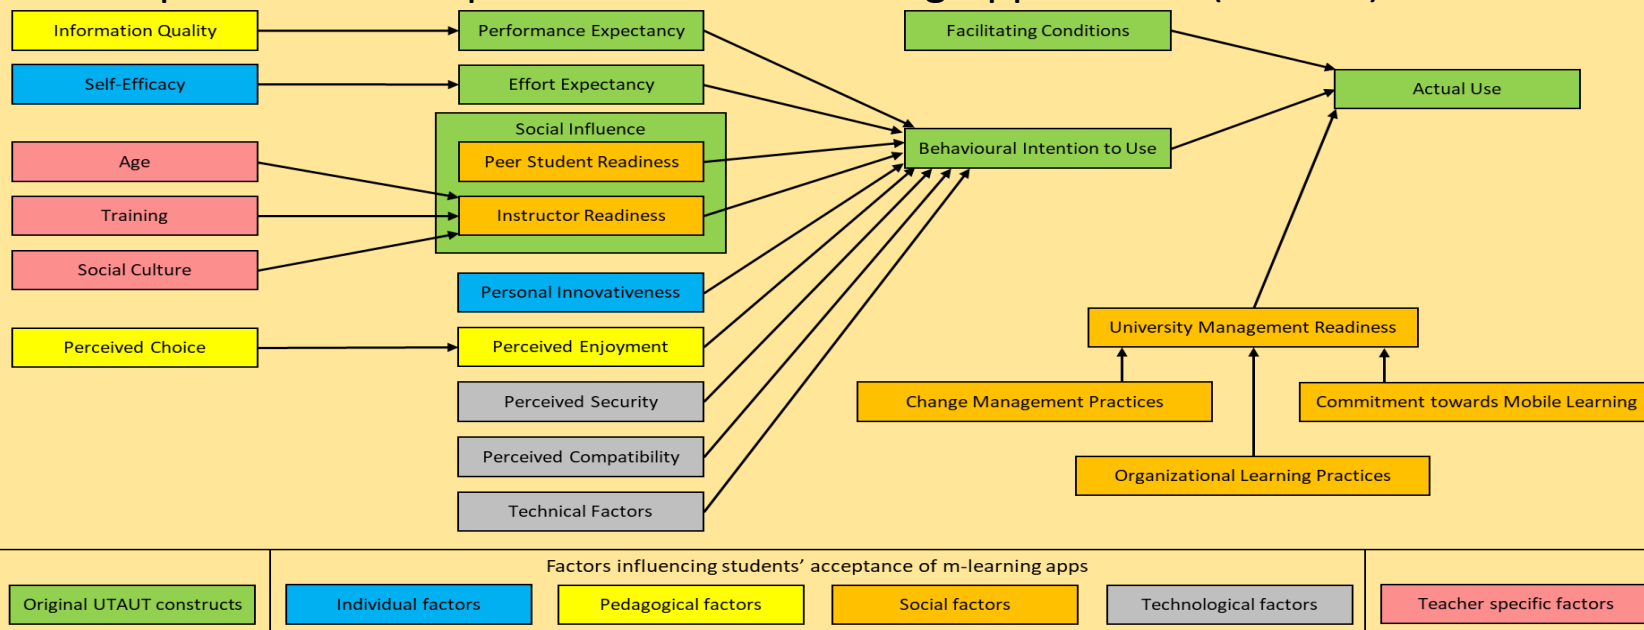 Information Quality
Performance Expectancy
Facilitating Conditions
Self-Efficacy
Effort Expectancy
Actual Use
Social Influence
Behavioural Intention to Use
Age
Peer Student Readiness
Training
Instructor Readiness
Social Culture
Personal Innovativeness
University Management Readiness
Perceived Choice
Perceived Enjoyment
Perceived Security
Change Management Practices
Commitment towards Mobile Learning
Perceived Compatibility
Organizational Learning Practices
Technical Factors
Factors influencing students’ acceptance of m-learning apps
Original UTAUT constructs
Individual factors
Pedagogical factors
Social factors
Technological factors
Teacher specific factors